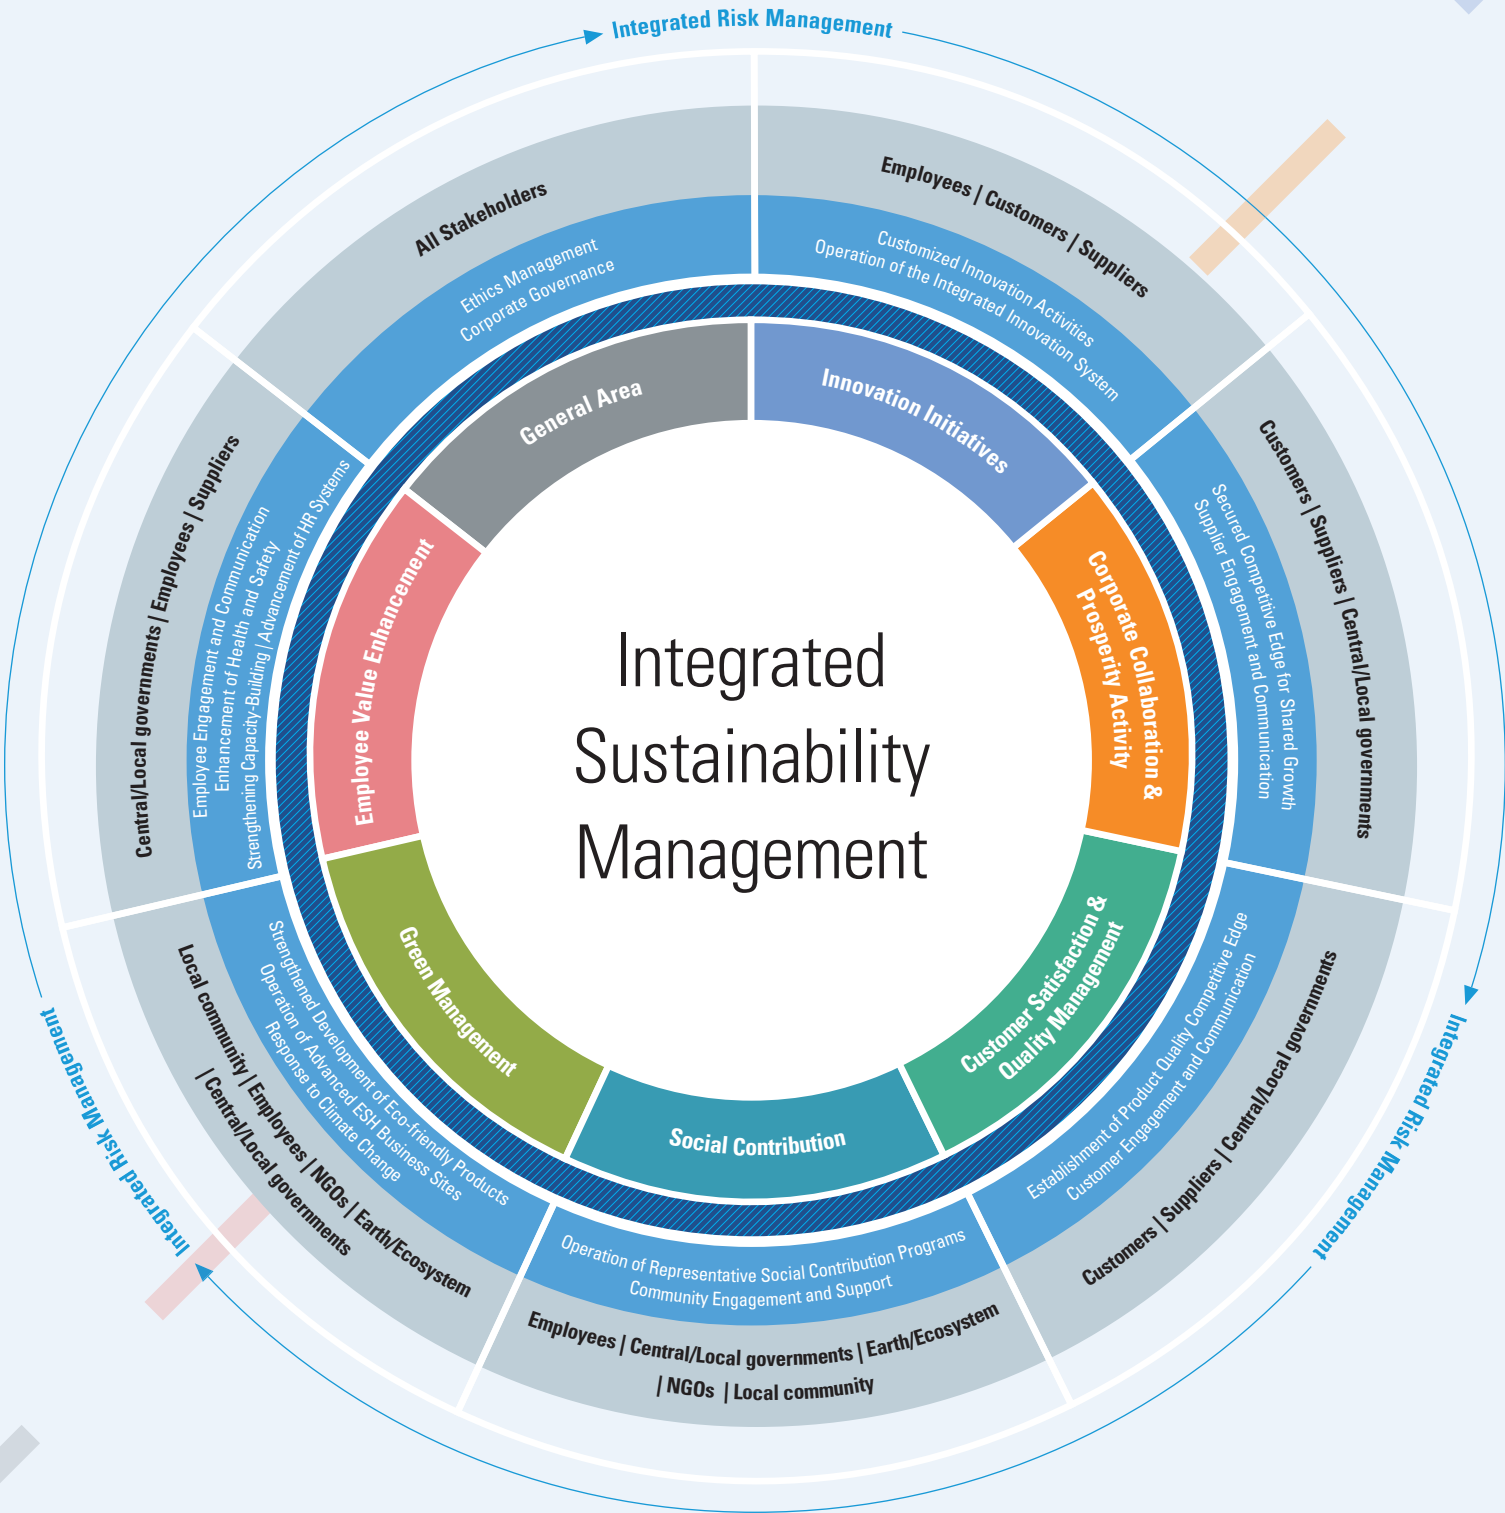 Integrated Risk Management
Employees | Customers | Suppliers
Customized Innovation Activities
Operation of the Integrated Innovation System
Innovation Initiatives
Customers | Suppliers | Central/Local governments
Secured Competitive Edge for Shared Growth
Supplier Engagement and Communication
Corporate Collaboration &
Prosperity Activity
Customers | Suppliers | Central/Local governments
Establishment of Product Quality Competitive Edge
Customer Engagement and Communication
Customer Satisfaction &
Quality Management
Integrated Risk Management
Social Contribution
Operation of Representative Social Contribution Programs
Community Engagement and Support
Employees | Central/Local governments | Earth/Ecosystem
| NGOs | Local community
Green Management
Strengthened Development of Eco-friendly Products
Operation of Advanced ESH Business Sites
Response to Climate Change
Local community | Employees | NGOs | Earth/Ecosystem
| Central/Local governments
Integrated Risk Management
Central/Local governments | Employees | Suppliers
Employee Engagement and Communication
Enhancement of Health and Safety
Strengthening Capacity-Building | Advancement of HR Systems
Employee Value Enhancement
All Stakeholders
Ethics Management
Corporate Governance
General Area
Integrated
Sustainability
Management